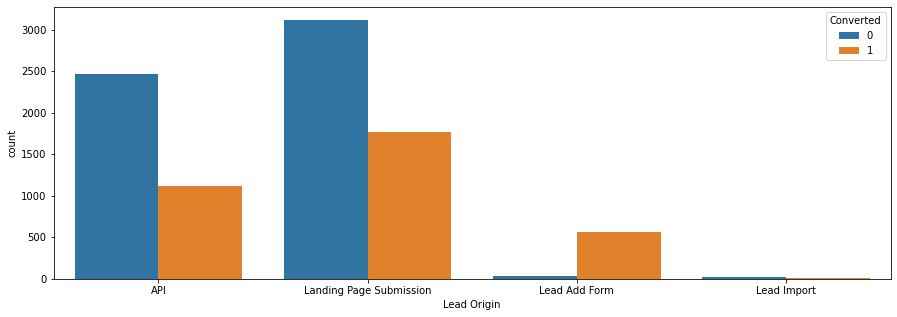 Converted
0
1
count
3000
2500
2000
1500
1000
500
0
API
Landing Page Submission
Lead Add Form
Lead Import
Lead Origin